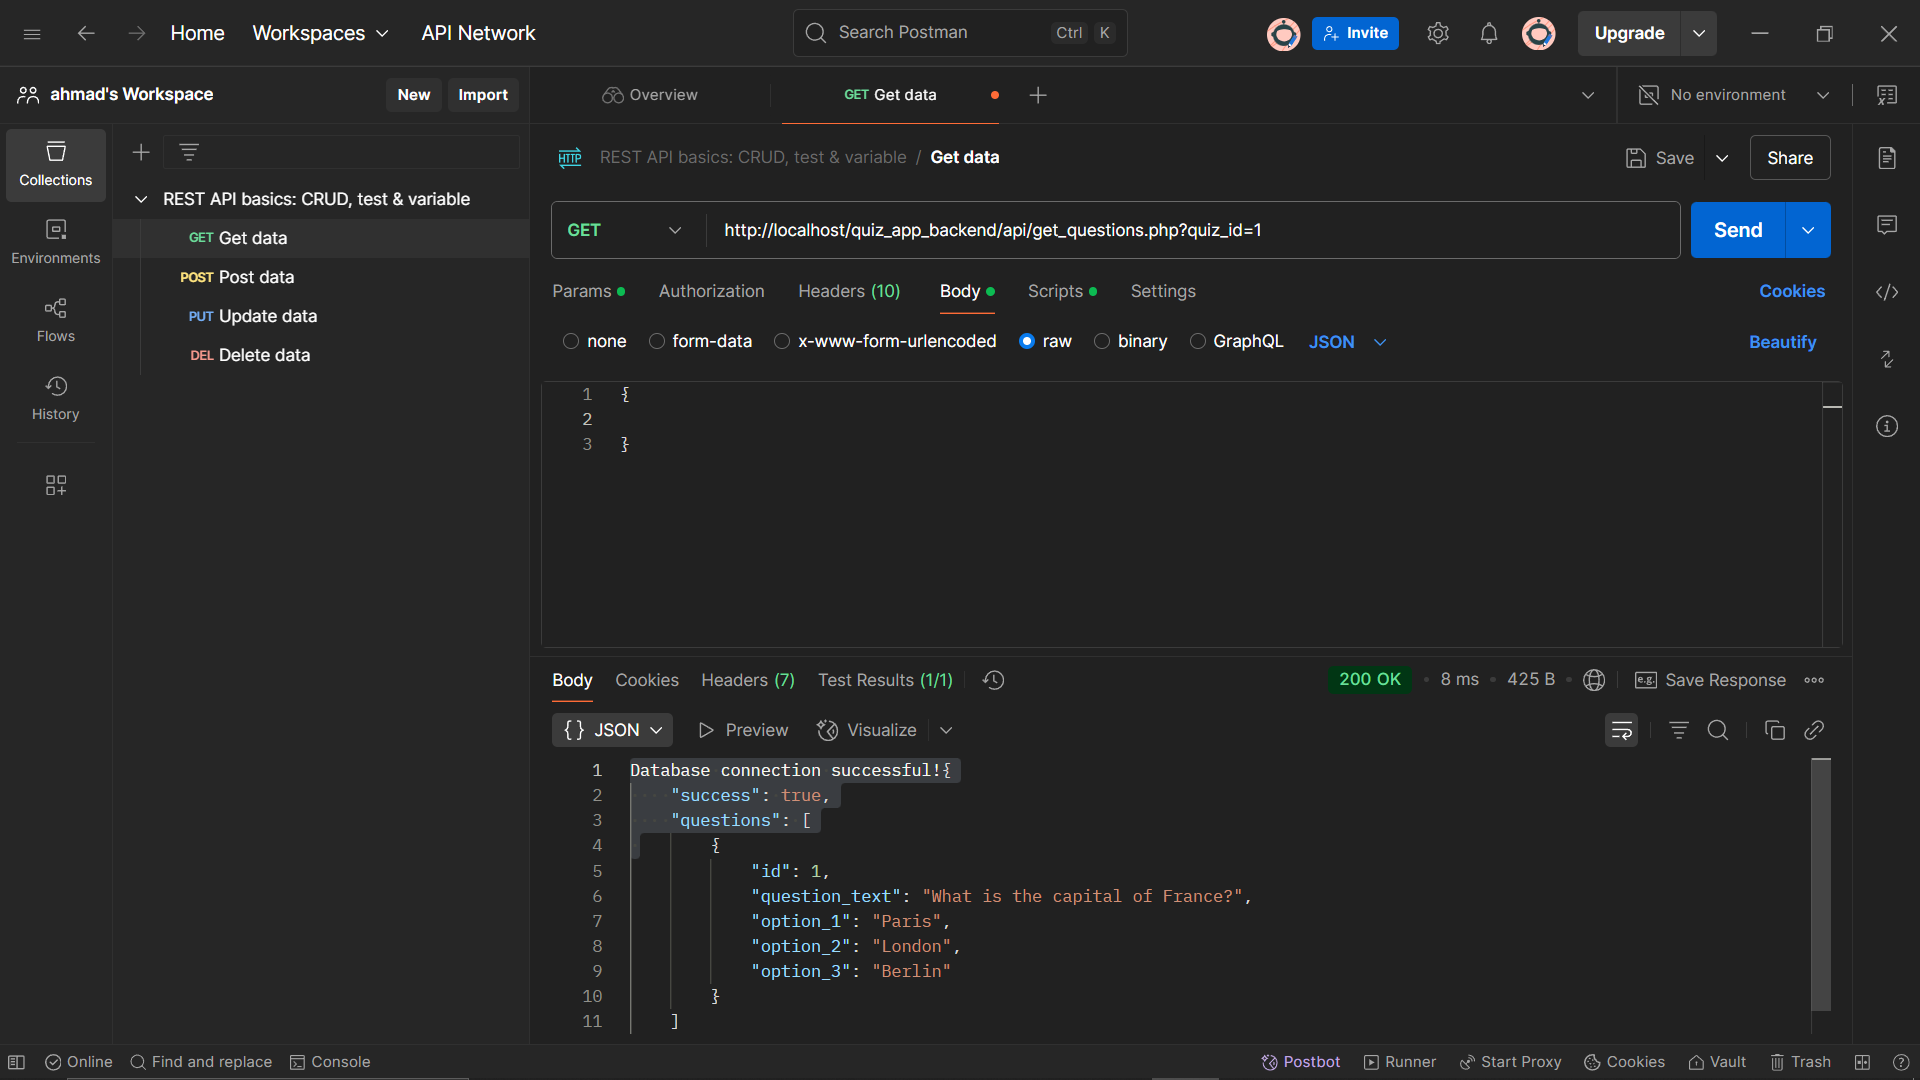 Home Workspaces API Network Search Postman Ctrl K Invite Upgrade
ahmad's Workspace New Import Overview GET Get data No environment
Collections
Environments
Flows
History
REST API basics: CRUD, test & variable
GET Get data
POST Post data
PUT Update data
DEL Delete data
HTTP REST API basics: CRUD, test & variable / Get data Save Share
GET http://localhost/quiz_app_backend/api/get_questions.php?quiz_id=1 Send
Params Authorization Headers (10) Body Scripts Settings Cookies
none form-data x-www-form-urlencoded raw binary GraphQL JSON Beautify
1 {
2
3 }
Body Cookies Headers (7) Test Results (1/1) 200 OK 8 ms 425 B e.g. Save Response
{} JSON Preview Visualize
1 Database connection successful!{
2 "success": true,
3 "questions": [
4 {
5 "id": 1,
6 "question_text": "What is the capital of France?",
7 "option_1": "Paris",
8 "option_2": "London",
9 "option_3": "Berlin"
10 }
11 ]
Online Find and replace Console Postbot Runner Start Proxy Cookies Vault Trash